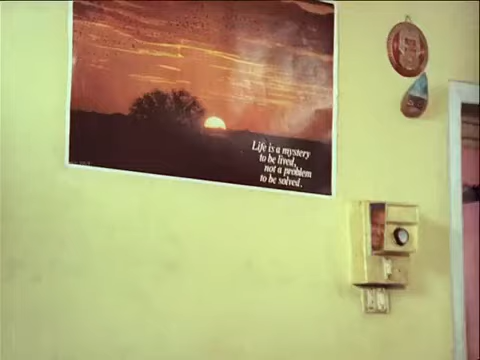 Life is a mystery
to be lived,
not a problem
to be solved.